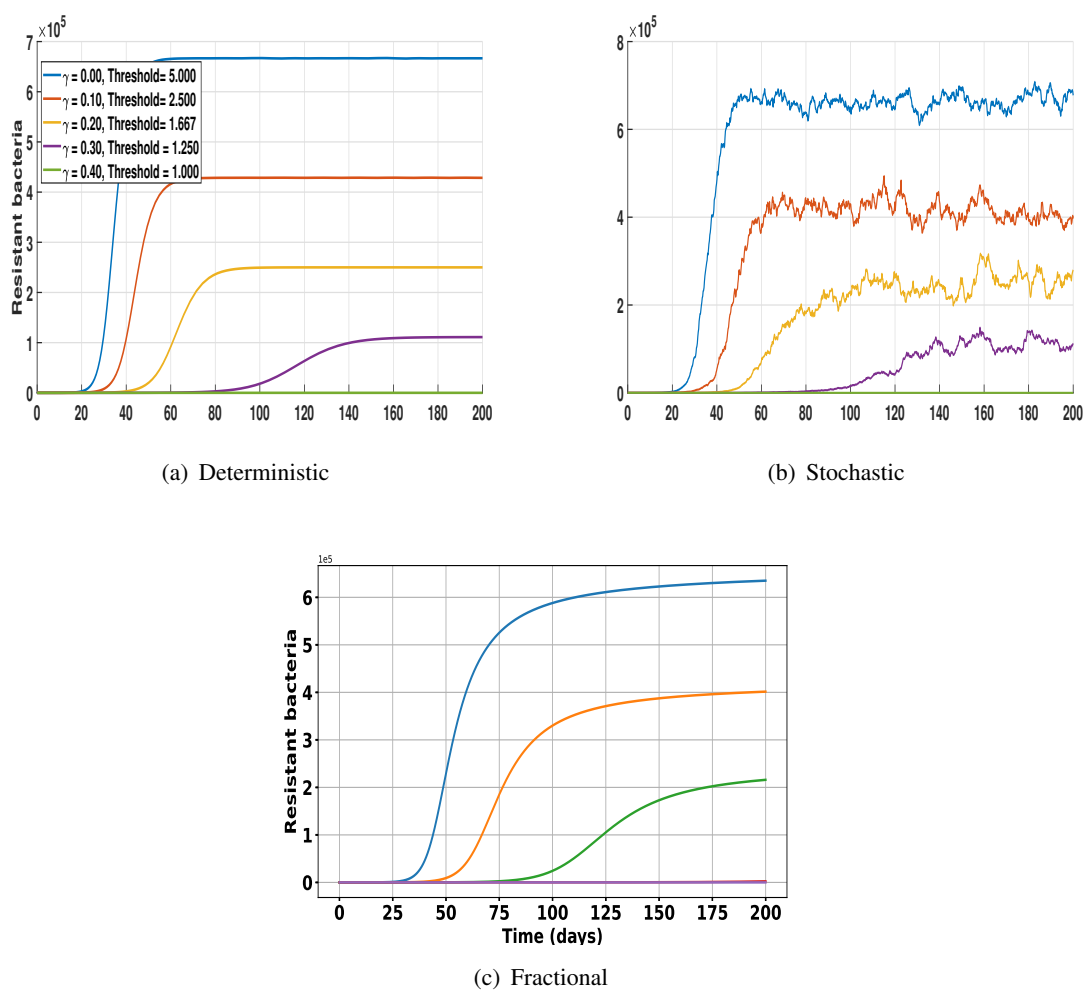 ×10^5
7
6
5
4
3
2
1
0
Resistant bacteria
γ = 0.00, Threshold= 5.000
γ = 0.10, Threshold= 2.500
γ = 0.20, Threshold= 1.667
γ = 0.30, Threshold = 1.250
γ = 0.40, Threshold= 1.000
0 20 40 60 80 100 120 140 160 180 200
(a) Deterministic
×10^5
8
6
4
2
0
0 20 40 60 80 100 120 140 160 180 200
(b) Stochastic
1e5
6
5
4
3
2
1
0
Resistant bacteria
0 25 50 75 100 125 150 175 200
Time (days)
(c) Fractional